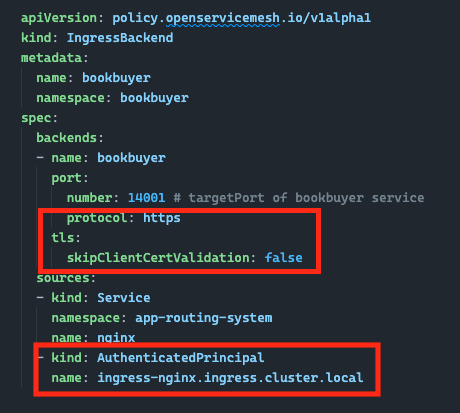 apiVersion: policy.openservicemesh.io/v1alpha1
kind: IngressBackend
metadata:
  name: bookbuyer
  namespace: bookbuyer
spec:
  backends:
  - name: bookbuyer
    port:
      number: 14001 # targetPort of bookbuyer service
      protocol: https
    tls:
      skipClientCertValidation: false
  sources:
  - kind: Service
    namespace: app-routing-system
    name: nginx
  - kind: AuthenticatedPrincipal
    name: ingress-nginx.ingress.cluster.local